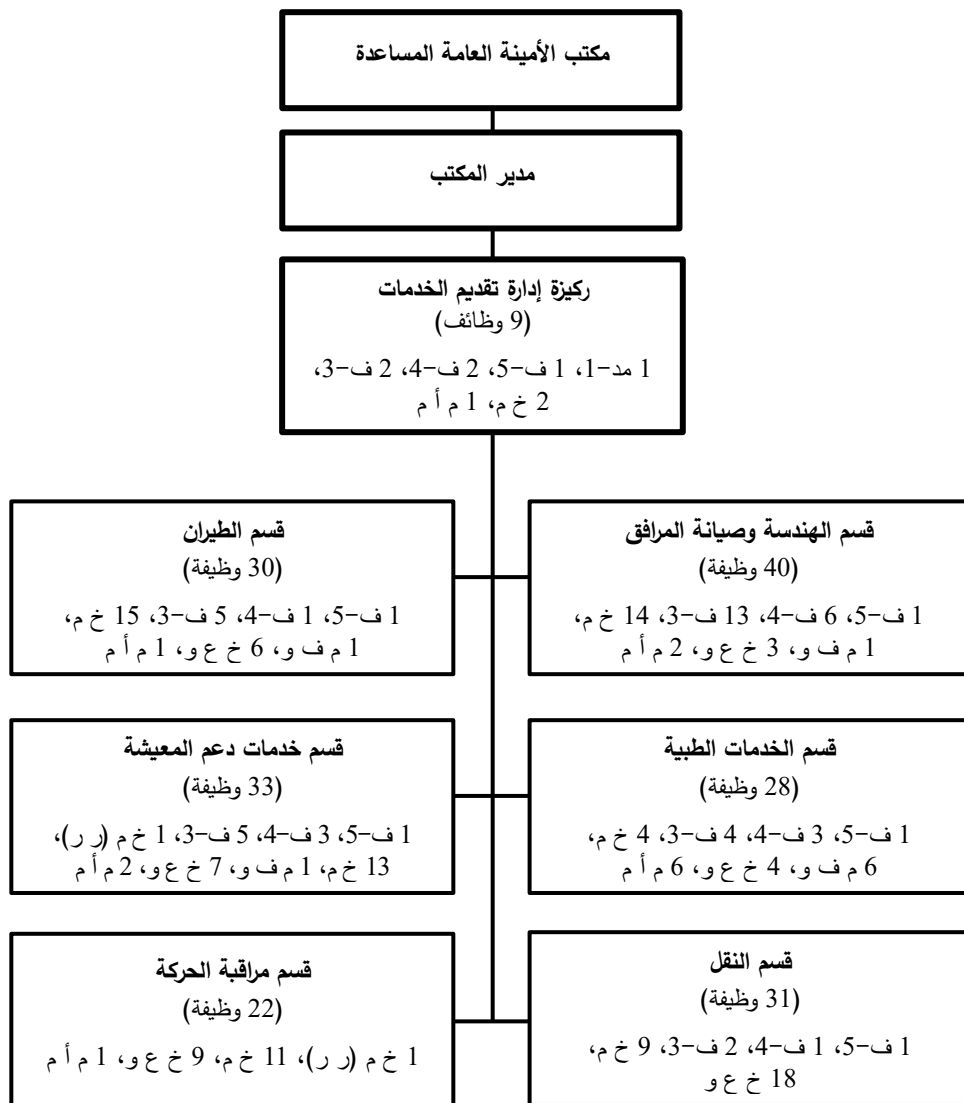 مكتب الأمينة العامة المساعدة
مدير المكتب
ركيزة إدارة تقديم الخدمات
(9 وظائف)
1 مد-1، 1 ف-5، 2 ف-4، 2 ف-3،
2 خ م، 1 م أ م
قسم الهندسة وصيانة المرافق
(40 وظيفة)
1 ف-5، 6 ف-4، 13 ف-3، 14 خ م،
1 م ف و، 3 خ ع و، 2 م أ م
قسم الطيران
(30 وظيفة)
1 ف-5، 1 ف-4، 5 ف-3، 15 خ م،
1 م ف و، 6 خ ع و، 1 م أ م
قسم الخدمات الطبية
(28 وظيفة)
1 ف-5، 3 ف-4، 4 ف-3، 4 خ م،
6 م ف و، 4 خ ع و، 6 م أ م
قسم خدمات دعم المعيشة
(33 وظيفة)
1 ف-5، 3 ف-4، 5 ف-3، 1 خ م (ر ر)،
13 خ م، 1 م ف و، 7 خ ع و، 2 م أ م
قسم النقل
(31 وظيفة)
1 ف-5، 1 ف-4، 2 ف-3، 9 خ م،
18 خ ع و
قسم مراقبة الحركة
(22 وظيفة)
1 خ م (ر ر)، 11 خ م، 9 خ ع و، 1 م أ م